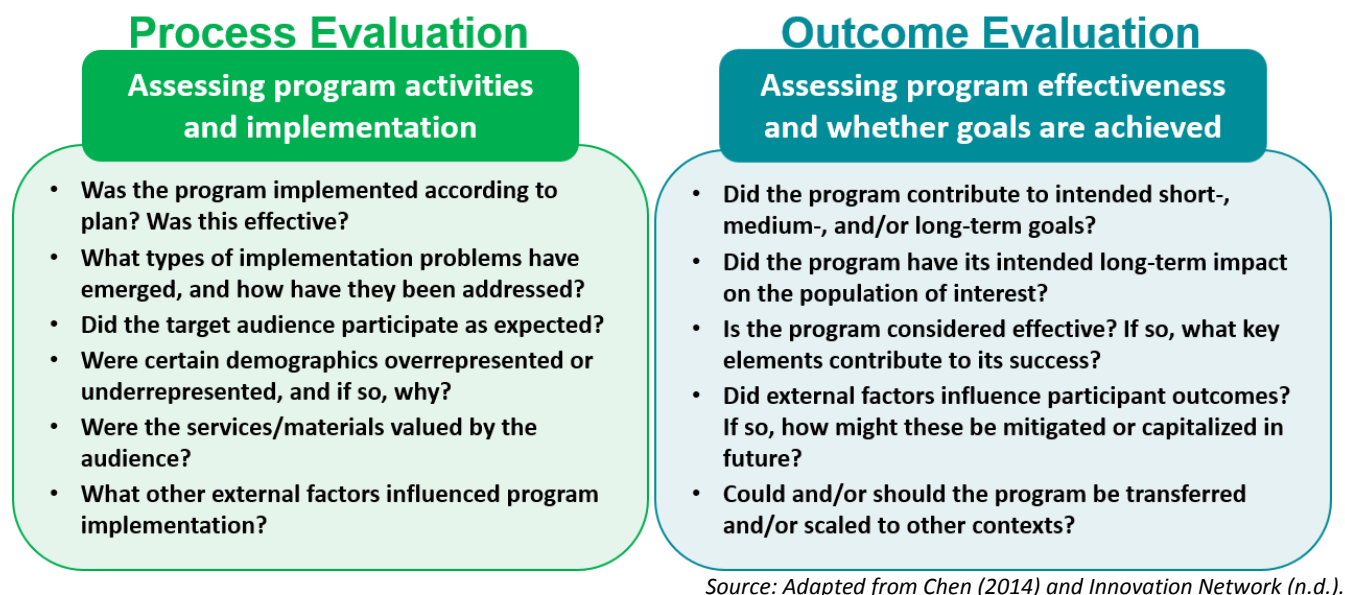 Process Evaluation
Assessing program activities
and implementation
• Was the program implemented according to
plan? Was this effective?
• What types of implementation problems have
emerged, and how have they been addressed?
• Did the target audience participate as expected?
• Were certain demographics overrepresented or
underrepresented, and if so, why?
• Were the services/materials valued by the
audience?
• What other external factors influenced program
implementation?
Outcome Evaluation
Assessing program effectiveness
and whether goals are achieved
• Did the program contribute to intended short-,
medium-, and/or long-term goals?
• Did the program have its intended long-term impact
on the population of interest?
• Is the program considered effective? If so, what key
elements contribute to its success?
• Did external factors influence participant outcomes?
If so, how might these be mitigated or capitalized in
future?
• Could and/or should the program be transferred
and/or scaled to other contexts?
Source: Adapted from Chen (2014) and Innovation Network (n.d.).